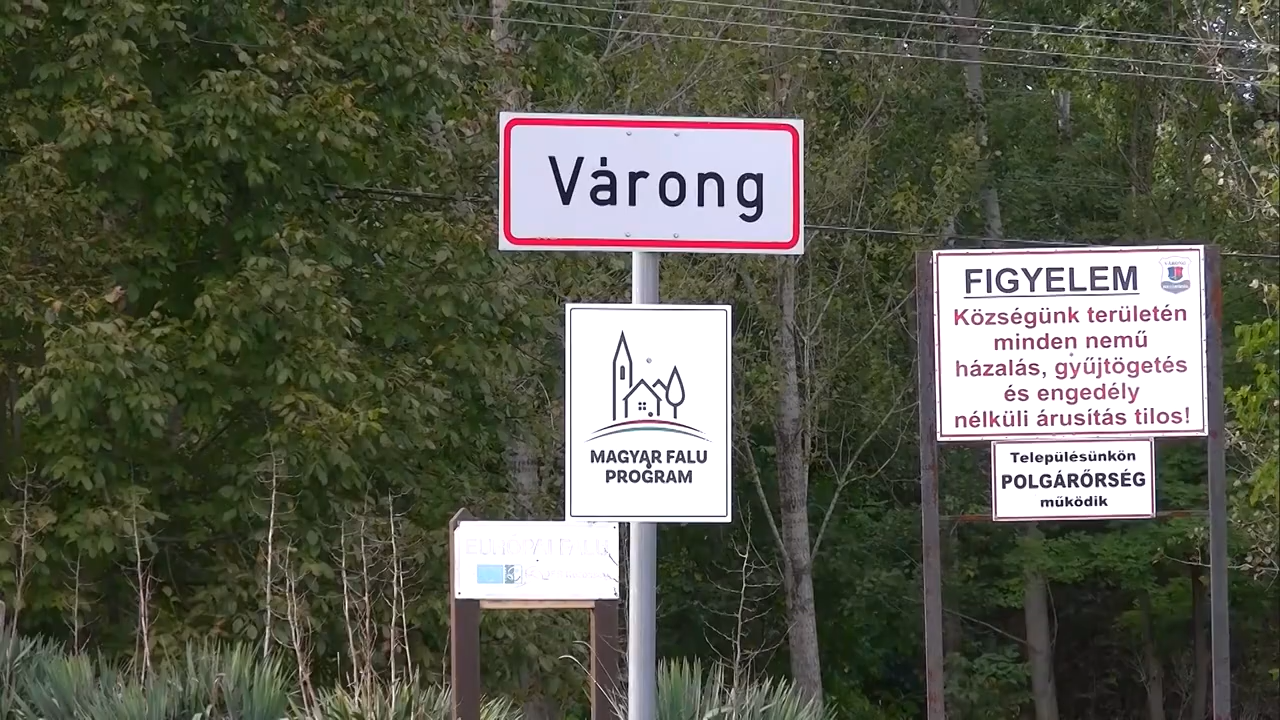 Várong
MAGYAR FALU
PROGRAM
FIGYELEM
Községünk területén
minden nemű
házalás, gyűjtögetés
és engedély
nélküli árusítás tilos!
Településünkön
POLGÁRŐRSÉG
működik